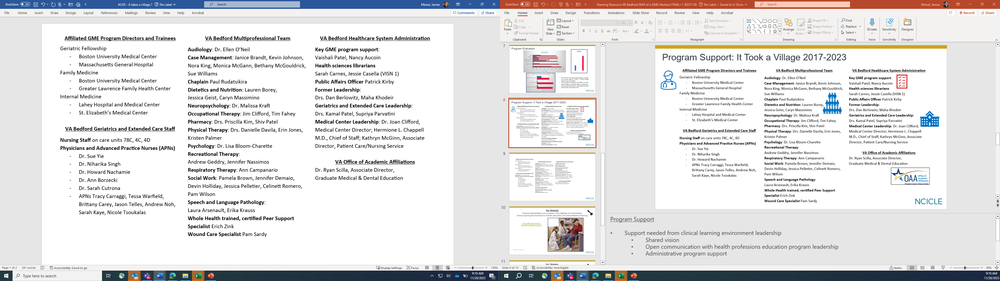 AutoSave Off
ACKS - it takes a village.1
No Label
Search
Meisel, James
File Home Insert Draw Design Layout References Mailings Review View Help Acrobat
Comments Share
Affiliated GME Program Directors and Trainees
Geriatric Fellowship
- Boston University Medical Center
- Massachusetts General Hospital
Family Medicine
- Boston University Medical Center
- Greater Lawrence Family Health Center
Internal Medicine
- Lahey Hospital and Medical Center
- St. Elizabeth’s Medical Center
VA Bedford Geriatrics and Extended Care Staff
Nursing Staff on care units 78C, 4C, 4D
Physicians and Advanced Practice Nurses (APNs)
- Dr. Sue Yie
- Dr. Niharika Singh
- Dr. Howard Nachamie
- Dr. Ann Borzecki
- Dr. Sarah Cutrona
- APNs Tracy Carraggi, Tessa Warfield,
Brittany Carey, Jason Telles, Andrew Noh,
Sarah Kaye, Nicole Tsoukalas
VA Bedford Multiprofessional Team
Audiology: Dr. Ellen O’Neil
Case Management: Janice Brandt, Kevin Johnson,
Nora King, Monica McGann, Bethany McGouldrick,
Sue Williams
Chaplain Paul Rudatsikira
Dietetics and Nutrition: Lauren Borey,
Jessica Geist, Caryn Massimino
Neuropsychology: Dr. Malissa Kraft
Occupational Therapy: Jim Clifford, Tim Fahey
Pharmacy: Drs. Priscilla Kim, Shiv Patel
Physical Therapy: Drs. Danielle Davila, Erin Jones,
Kristen Palmer
Psychology: Dr. Lisa Bloom-Charette
Recreational Therapy:
Andrew Geddry, Jennifer Nassimos
Respiratory Therapy: Ann Campanario
Social Work: Pamela Brown, Jennifer Demaio,
Devin Holliday, Jessica Pelletier, Celinett Romero,
Pam Wilson
Speech and Language Pathology:
Laura Arsenault, Erika Krauss
Whole Health trained, certified Peer Support
Specialist Erich Zink
Wound Care Specialist Pam Sardy
VA Bedford Healthcare System Administration
Key GME program support:
Vaishali Patel, Nancy Aucoin
Health sciences librarians
Sarah Carnes, Jessie Casella (VISN 1)
Public Affairs Officer Patrick Kirby
Former Leadership:
Drs. Dan Berlowitz, Maha Khodeir
Geriatrics and Extended Care Leadership:
Drs. Kamal Patel, Supriya Parvatini
Medical Center Leadership: Dr. Joan Clifford,
Medical Center Director; Hermione L. Chappell
M.D., Chief of Staff; Kathryn McGinn, Associate
Director, Patient Care/Nursing Service
VA Office of Academic Affiliations
Dr. Ryan Scilla, Associate Director,
Graduate Medical & Dental Education
Page 1 of 2 291 words Accessibility: Good to go
Display Settings Focus 150%
Type here to search
9:10 AM
11/20/2023
AutoSave Off
Teaming Resource VA Bedford GEM of a GME Abstract FINAL+1 20231120
No Label • Saved to U: Drive
Search
Meisel, James
File Home Insert Draw Design Transitions Animations Slide Show Record Review View Help Acrobat
Record Share
Paste Cut Copy Format Painter
Clipboard
New Slide Layout Reset Section
Slides
20
Font
Text Direction Align Text Convert to SmartArt
Paragraph
Arrange Quick Styles Shape Fill Shape Outline Shape Effects
Drawing
Find Replace Select
Editing
Dictate
Voice
Sensitivity
Sensitivity
Designer
Designer
7
Program Evaluation
NCICLE
8
Program Support: It Took a Village 2017-2023
NCICLE
9
NCICLE
10
Key Takeaway
Subacute Rehabilitation and Long-term Care Settings Are Underutilized
Clinical Learning Environments for Geriatric Education and Interprofessional Teaming
NCICLE
11
Key Takeaway
Program Support: It Took a Village 2017-2023
Affiliated GME Program Directors and Trainees
Geriatric Fellowship
- Boston University Medical Center
- Massachusetts General Hospital
Family Medicine
- Boston University Medical Center
- Greater Lawrence Family Health Center
Internal Medicine
- Lahey Hospital and Medical Center
- St. Elizabeth’s Medical Center
VA Bedford Geriatrics and Extended Care Staff
Nursing Staff on care units 78C, 4C, 4D
Physicians and Advanced Practice Nurses (APNs)
- Dr. Sue Yie
- Dr. Niharika Singh
- Dr. Howard Nachamie
- APNs Tracy Carraggi, Tessa Warfield,
Brittany Carey, Jason Telles, Andrew Noh,
Sarah Kaye, Nicole Tsoukalas
VA Bedford Multiprofessional Team
Audiology: Dr. Ellen O’Neil
Case Management: Janice Brandt, Kevin Johnson,
Nora King, Monica McGann, Bethany McGouldrick,
Sue Williams
Chaplain Paul Rudatsikira
Dietetics and Nutrition: Lauren Borey,
Jessica Geist, Caryn Massimino
Neuropsychology: Dr. Malissa Kraft
Occupational Therapy: Jim Clifford, Tim Fahey
Pharmacy: Drs. Priscilla Kim, Shiv Patel
Physical Therapy: Drs. Danielle Davila, Erin Jones,
Kristen Palmer
Psychology: Dr. Lisa Bloom-Charette
Recreational Therapy:
Andrew Geddry, Jennifer Nassimos
Respiratory Therapy: Ann Campanario
Social Work: Pamela Brown, Jennifer Demaio,
Devin Holliday, Jessica Pelletier, Celinett Romero,
Pam Wilson
Speech and Language Pathology:
Laura Arsenault, Erika Krauss
Whole Health trained, certified Peer Support
Specialist Erich Zink
Wound Care Specialist Pam Sardy
VA Bedford Healthcare System Administration
Key GME program support:
Vaishali Patel, Nancy Aucoin
Health sciences librarians
Sarah Carnes, Jessie Casella (VISN 1)
Public Affairs Officer Patrick Kirby
Former Leadership:
Drs. Dan Berlowitz, Maha Khodeir
Geriatrics and Extended Care Leadership:
Drs. Kamal Patel, Supriya Parvatini
Medical Center Leadership: Dr. Joan Clifford,
Medical Center Director; Hermione L. Chappell
M.D., Chief of Staff; Kathryn McGinn, Associate
Director, Patient Care/Nursing Service
VA Office of Academic Affiliations
Dr. Ryan Scilla, Associate Director,
Graduate Medical & Dental Education
OAA Office of Academic Affiliations
NCICLE
Program Support
• Support needed from clinical learning environment leadership
• Shared vision
• Open communication with health professions education program leadership
• Administrative program support
Slide 8 of 12 Accessibility: Investigate
Notes 88%
9:10 AM
11/20/2023